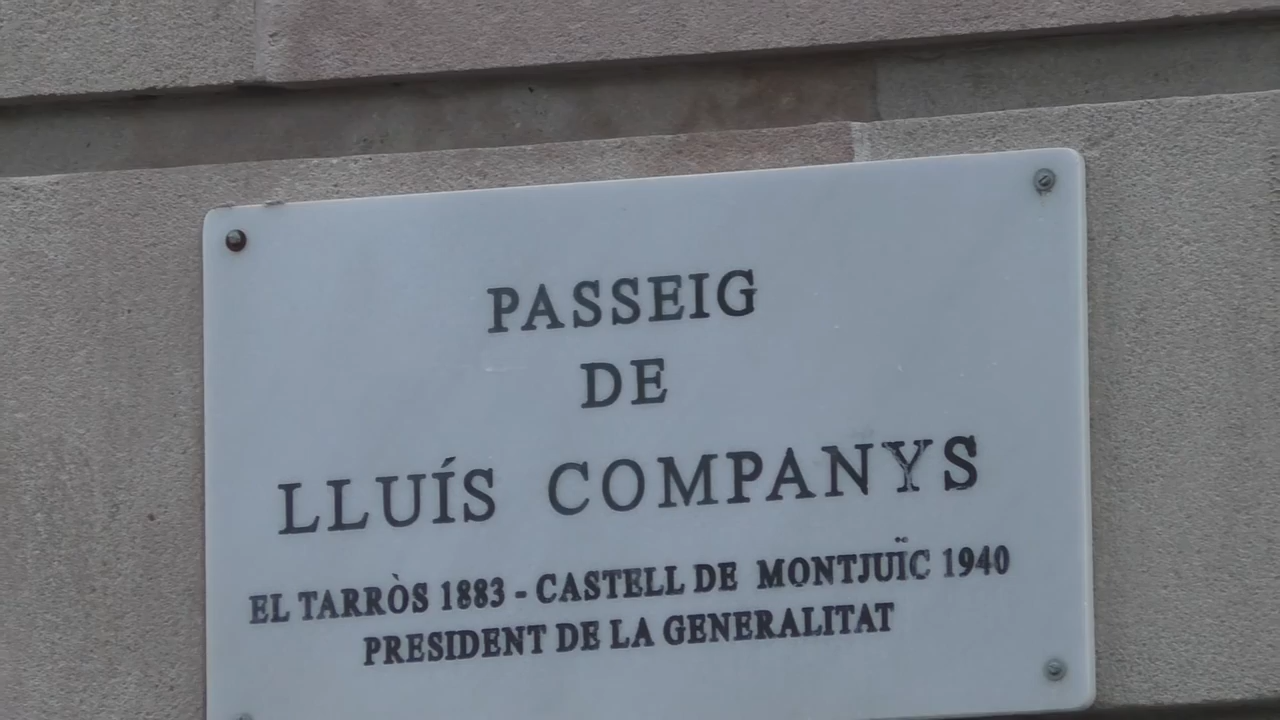 PASSEIG
DE
LLUÍS COMPANYS
EL TARRÒS 1883 - CASTELL DE MONTJUÏC 1940
PRESIDENT DE LA GENERALITAT